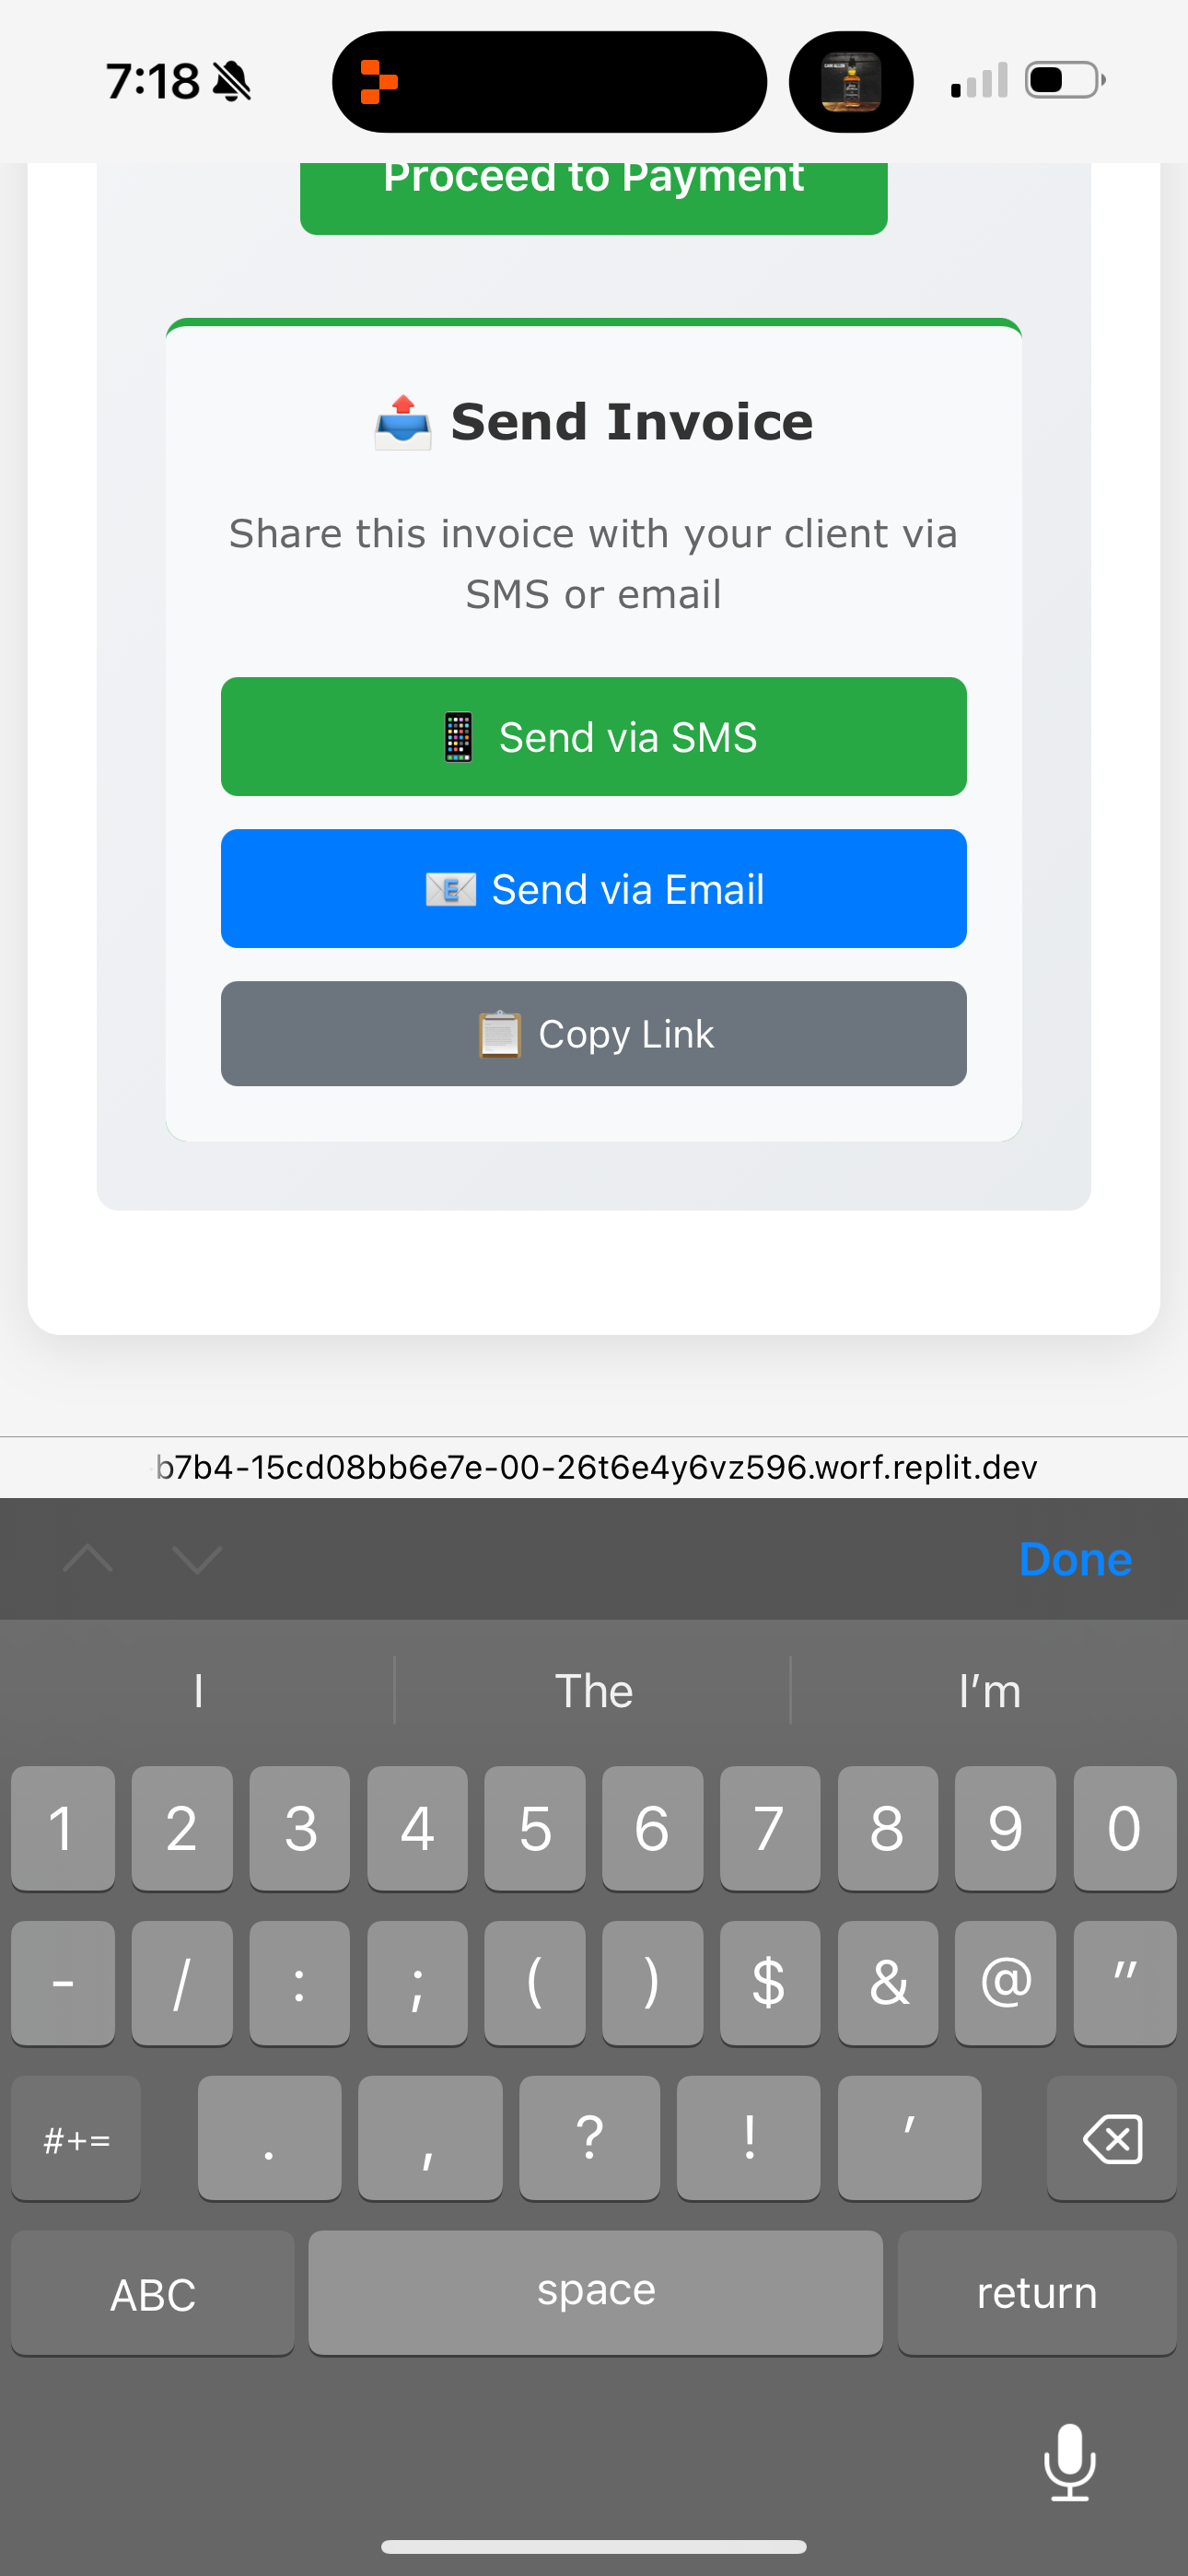 7:18
Proceed to Payment
Send Invoice
Share this invoice with your client via
SMS or email
Send via SMS
Send via Email
Copy Link
b7b4-15cd08bb6e7e-00-26t6e4y6vz596.worf.replit.dev
Done
I The I’m
1 2 3 4 5 6 7 8 9 0
- / : ; ( ) $ & @ "
#+= . , ? ! ’
ABC space return